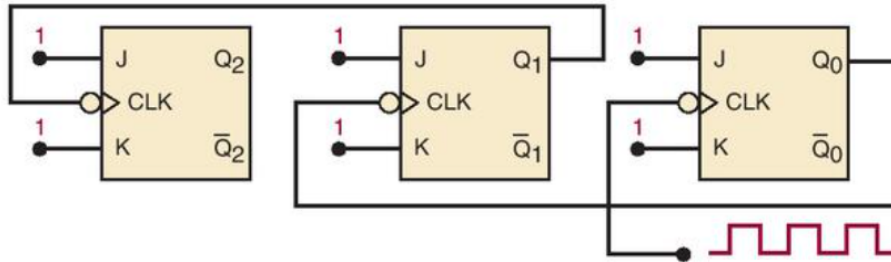 1 1 1
J Q₂ J Q₁ J Q₀
CLK CLK CLK
1 1 1
K Q̅₂ K Q̅₁ K Q̅₀